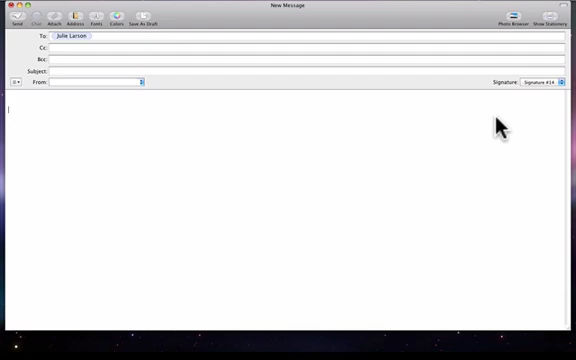 New Message
Send Chat Attach Address Fonts Colors Save As Draft Photo Browser Show Stationery
To: Julie Larson
Cc:
Bcc:
Subject:
From: Signature: Signature #14